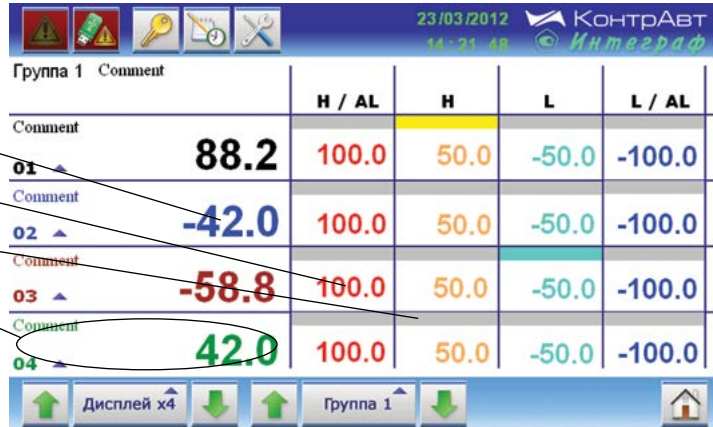 23/03/2012 КонтрАвт
14:21 48 Интеграф
Группа 1 Comment
H / AL H L L / AL
Comment
01 88.2 100.0 50.0 -50.0 -100.0
Comment
02 -42.0 100.0 50.0 -50.0 -100.0
Comment
03 -58.8 100.0 50.0 -50.0 -100.0
Comment
04 42.0 100.0 50.0 -50.0 -100.0
Дисплей x4 Группа 1